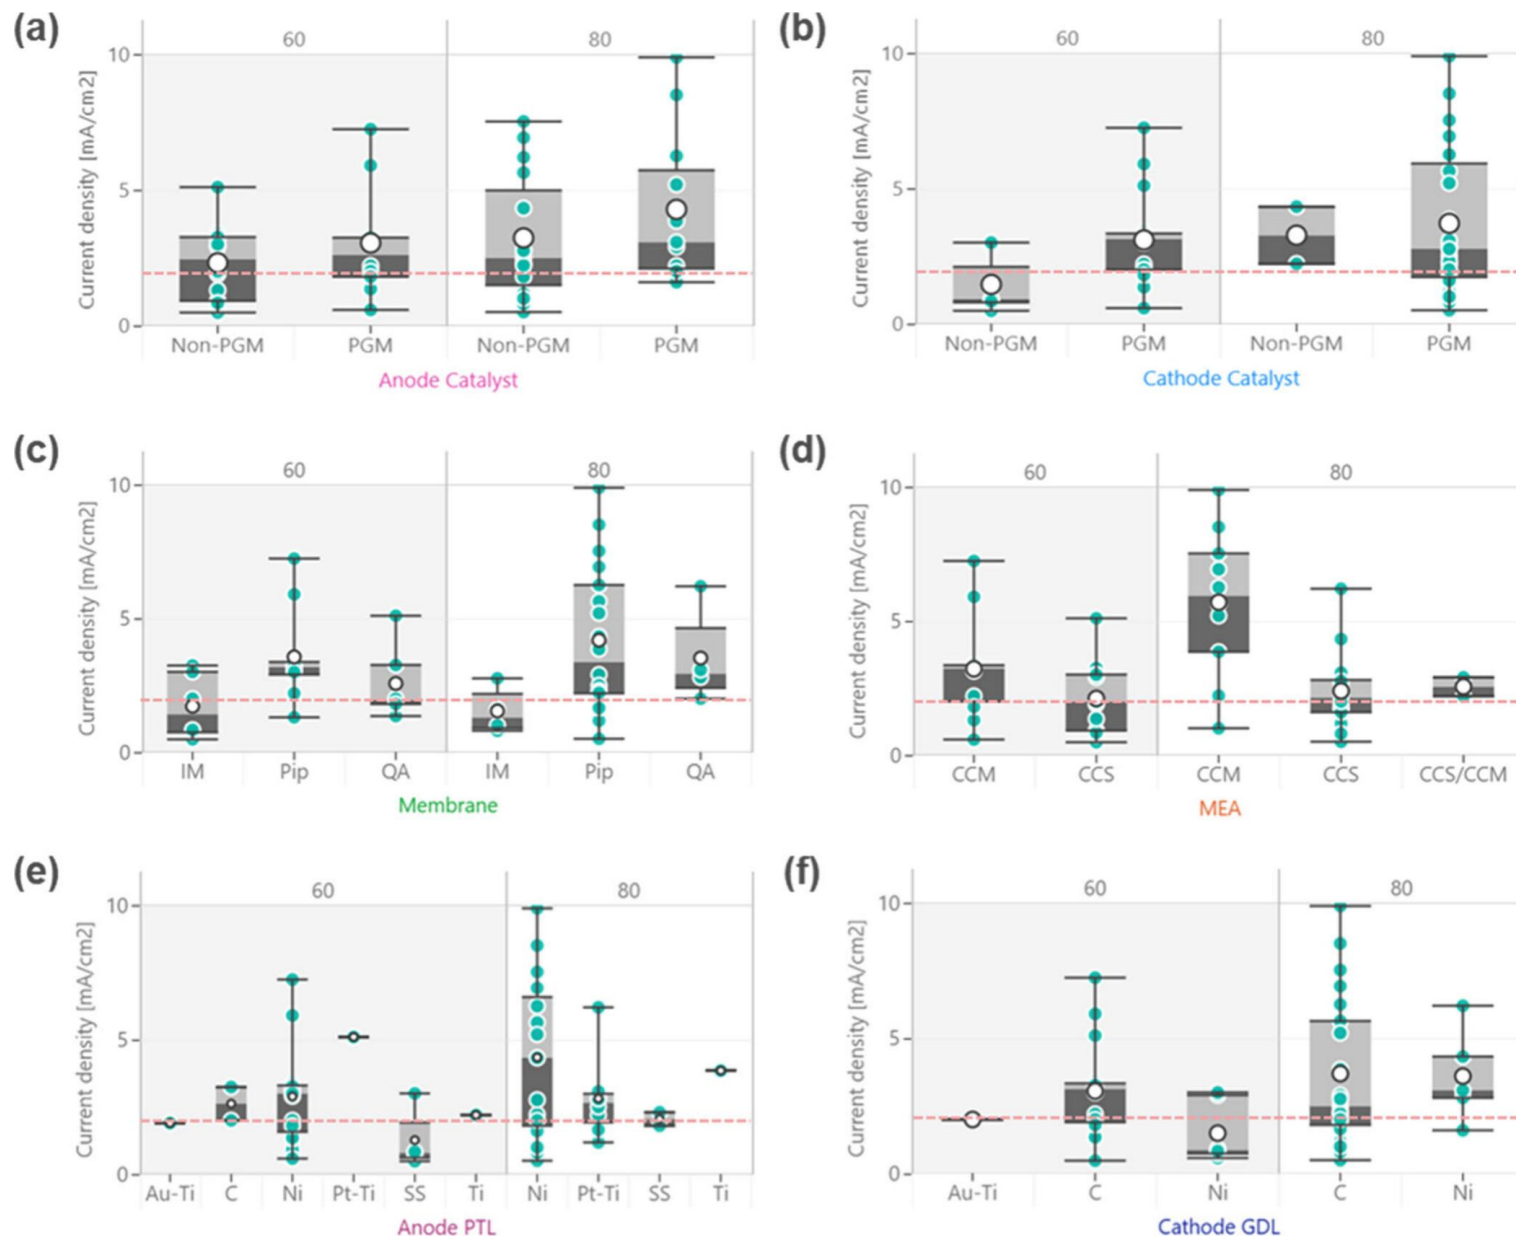 (a)
60
80
10
5
0
Current density [mA/cm2]
Non-PGM
PGM
Non-PGM
PGM
Anode Catalyst
(b)
60
80
10
5
0
Current density [mA/cm2]
Non-PGM
PGM
Non-PGM
PGM
Cathode Catalyst
(c)
60
80
10
5
0
Current density [mA/cm2]
IM
Pip
QA
IM
Pip
QA
Membrane
(d)
60
80
10
5
0
Current density [mA/cm2]
CCM
CCS
CCM
CCS
CCS/CCM
MEA
(e)
60
80
10
5
0
Current density [mA/cm2]
Au-Ti
C
Ni
Pt-Ti
SS
Ti
Ni
Pt-Ti
SS
Ti
Anode PTL
(f)
60
80
10
5
0
Current density [mA/cm2]
Au-Ti
C
Ni
C
Ni
Cathode GDL